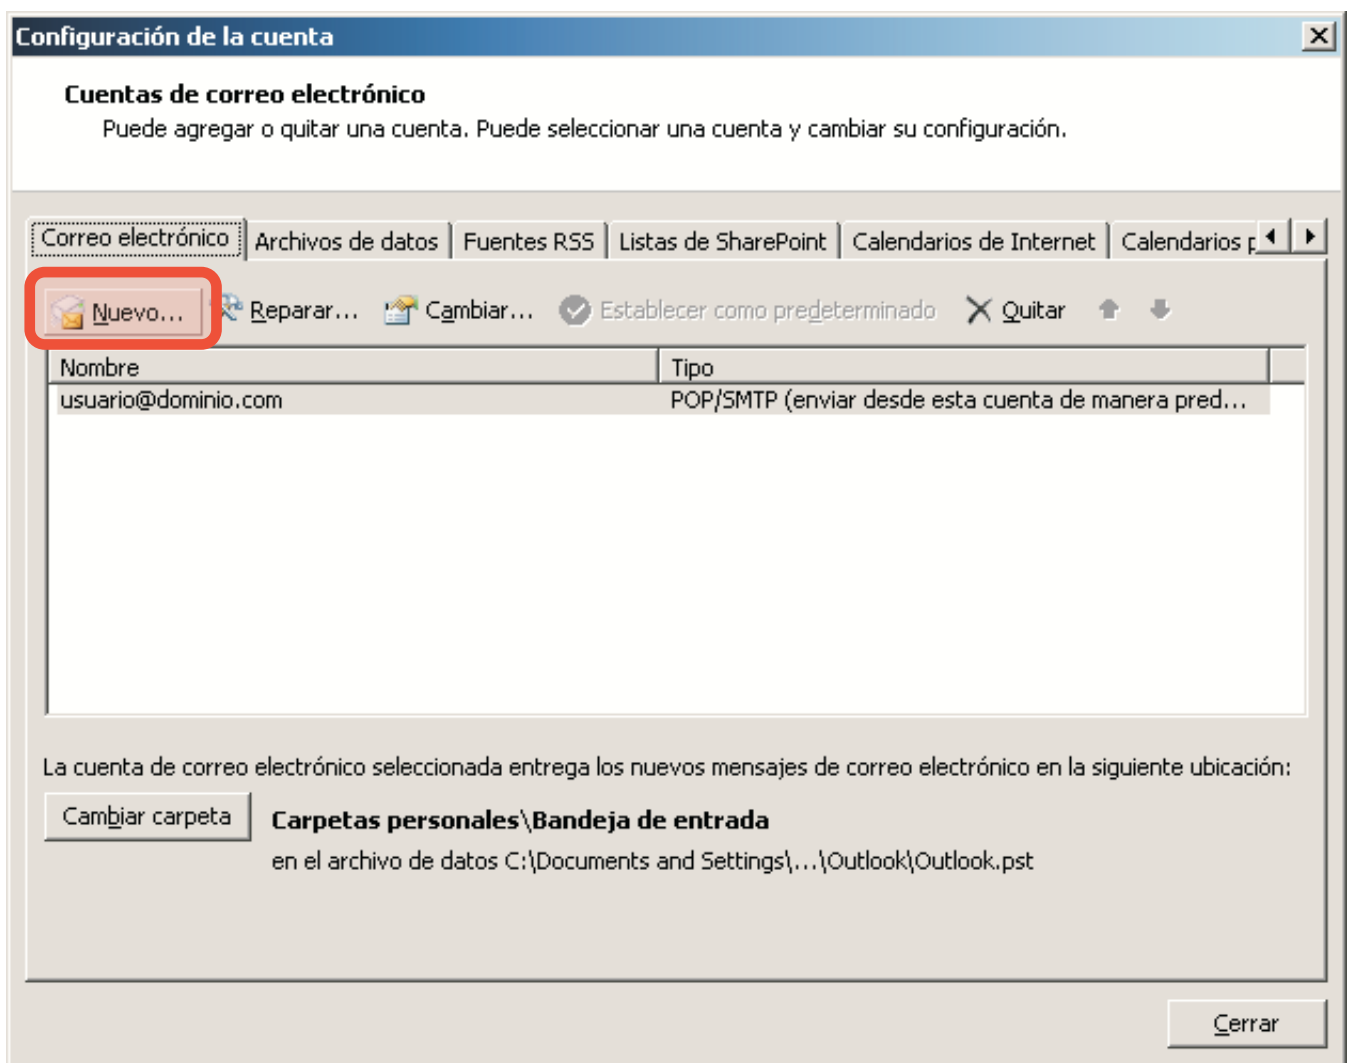 Configuración de la cuenta
Cuentas de correo electrónico
Puede agregar o quitar una cuenta. Puede seleccionar una cuenta y cambiar su configuración.
Correo electrónico Archivos de datos Fuentes RSS Listas de SharePoint Calendarios de Internet Calendarios p
Nuevo... Reparar... Cambiar... Establecer como predeterminado Quitar
Nombre Tipo
usuario@dominio.com POP/SMTP (enviar desde esta cuenta de manera pred...
La cuenta de correo electrónico seleccionada entrega los nuevos mensajes de correo electrónico en la siguiente ubicación:
Cambiar carpeta Carpetas personales\Bandeja de entrada
en el archivo de datos C:\Documents and Settings\...\Outlook\Outlook.pst
Cerrar